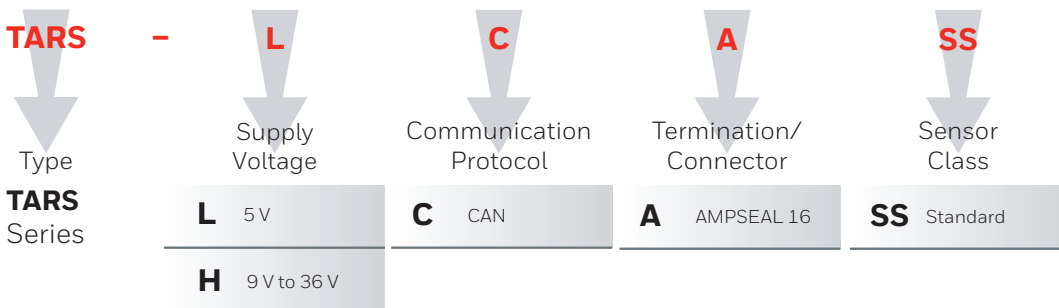 TARS – L C A SS
Type
Supply
Voltage
Communication
Protocol
Termination/
Connector
Sensor
Class
TARS
Series
L 5 V
C CAN
A AMPSEAL 16
SS Standard
H 9 V to 36 V